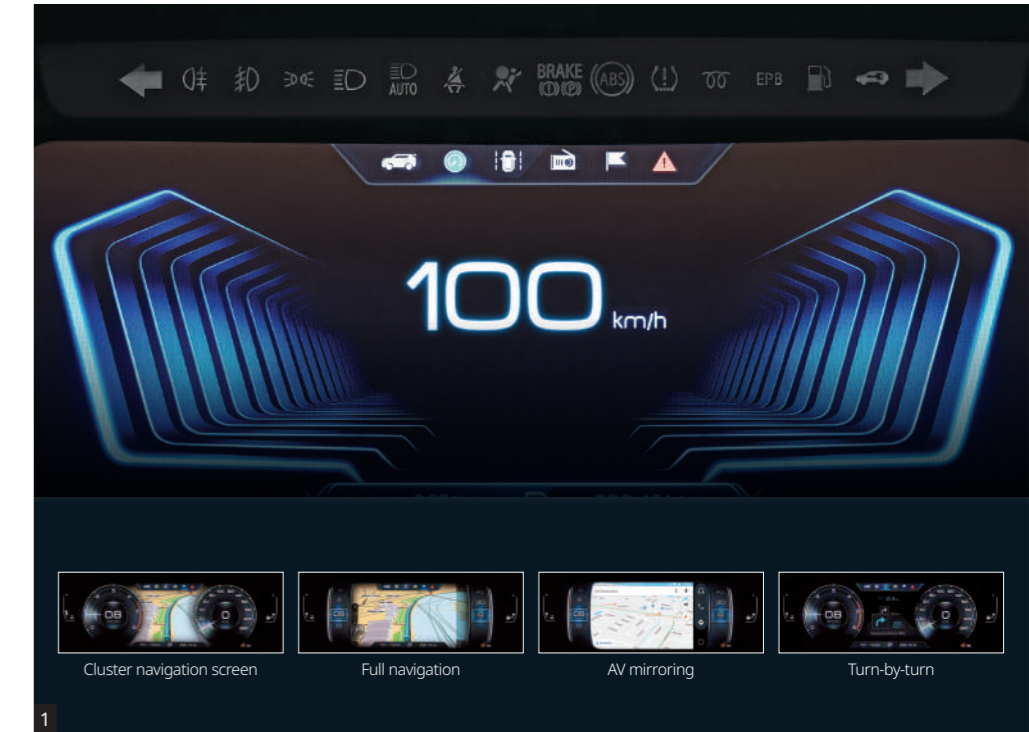 AUTO
BRAKE
(ABS)
EPB
100 km/h
Cluster navigation screen
Full navigation
AV mirroring
Turn-by-turn
1